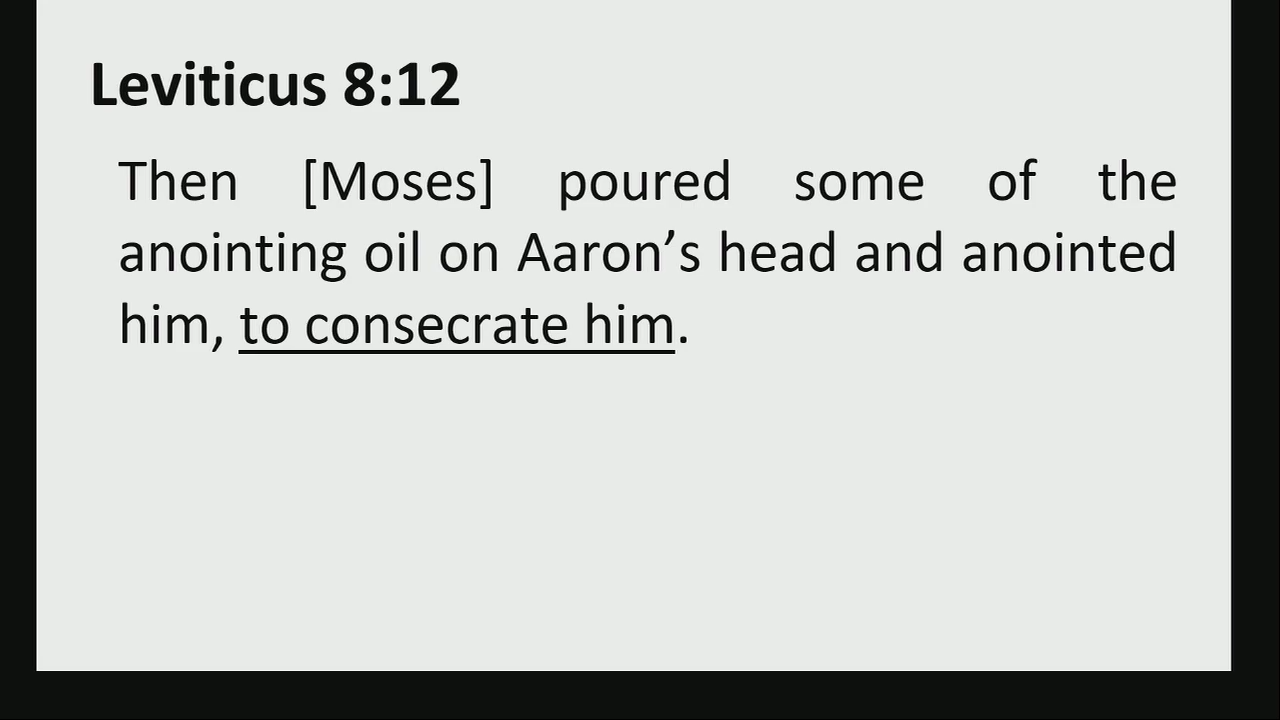 Leviticus 8:12
Then [Moses] poured some of the
anointing oil on Aaron’s head and anointed
him, to consecrate him.